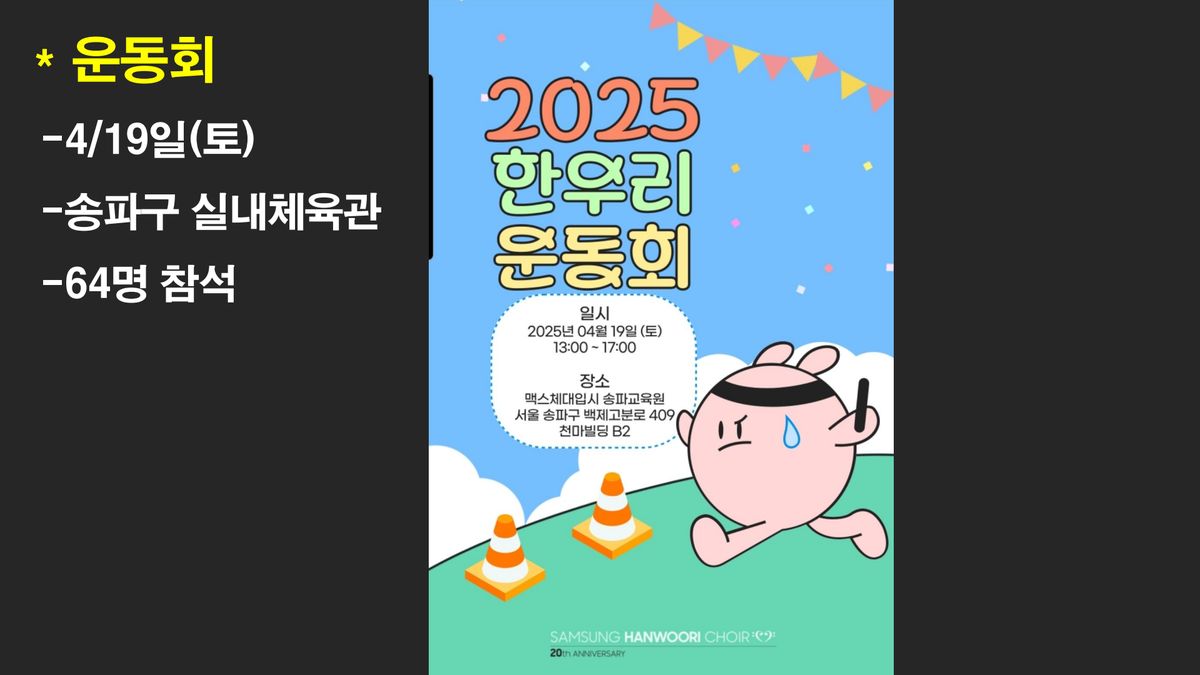 * 운동회
-4/19일(토)
-송파구 실내체육관
-64명 참석
2025
한우리
운동회
일시
2025년 04월 19일 (토)
13:00 ~ 17:00
장소
맥스체대입시 송파교육원
서울 송파구 백제고분로 409
천마빌딩 B2
SAMSUNG HANWOORI CHOIR
20th ANNIVERSARY